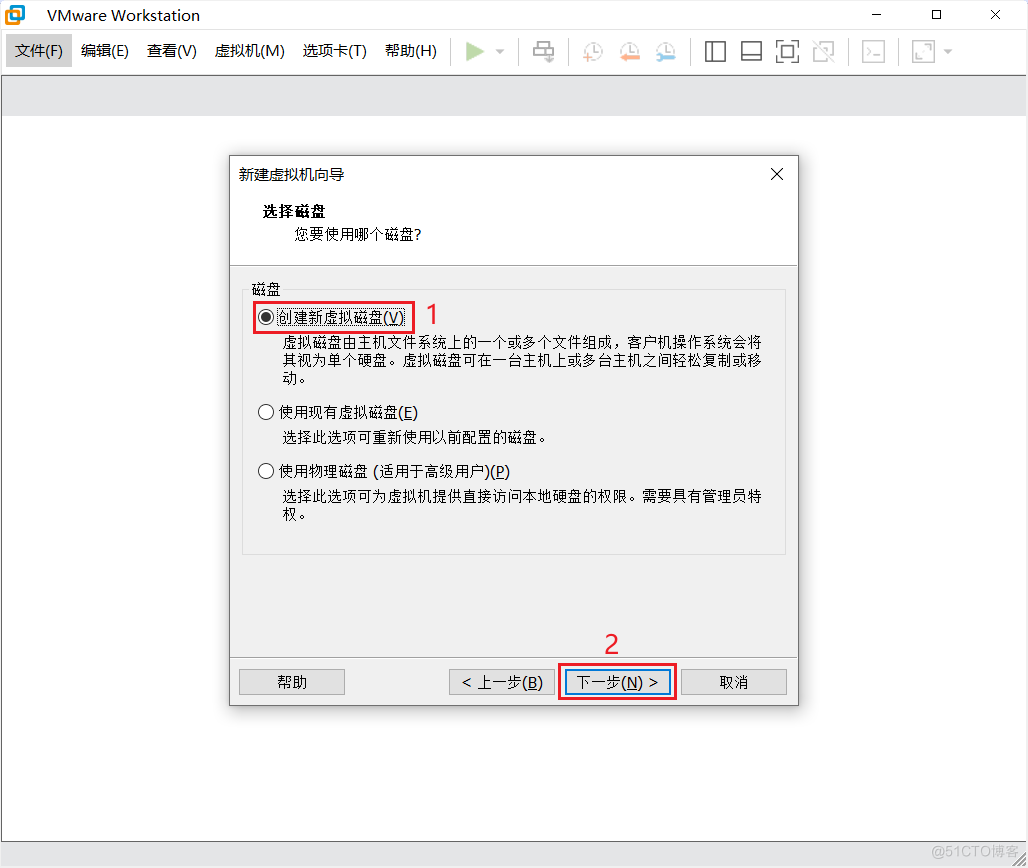 VMware Workstation
文件(F) 编辑(E) 查看(V) 虚拟机(M) 选项卡(T) 帮助(H)
新建虚拟机向导
选择磁盘
您要使用哪个磁盘?
磁盘
创建新虚拟磁盘(V) 1
虚拟磁盘由主机文件系统上的一个或多个文件组成，客户机操作系统会将
其视为单个硬盘。虚拟磁盘可在一台主机上或多台主机之间轻松复制或移
动。
使用现有虚拟磁盘(E)
选择此选项可重新使用以前配置的磁盘。
使用物理磁盘 (适用于高级用户)(P)
选择此选项可为虚拟机提供直接访问本地硬盘的权限。需要具有管理员特
权。
2
帮助 < 上一步(B) 下一步(N) > 取消
@51CTO博客